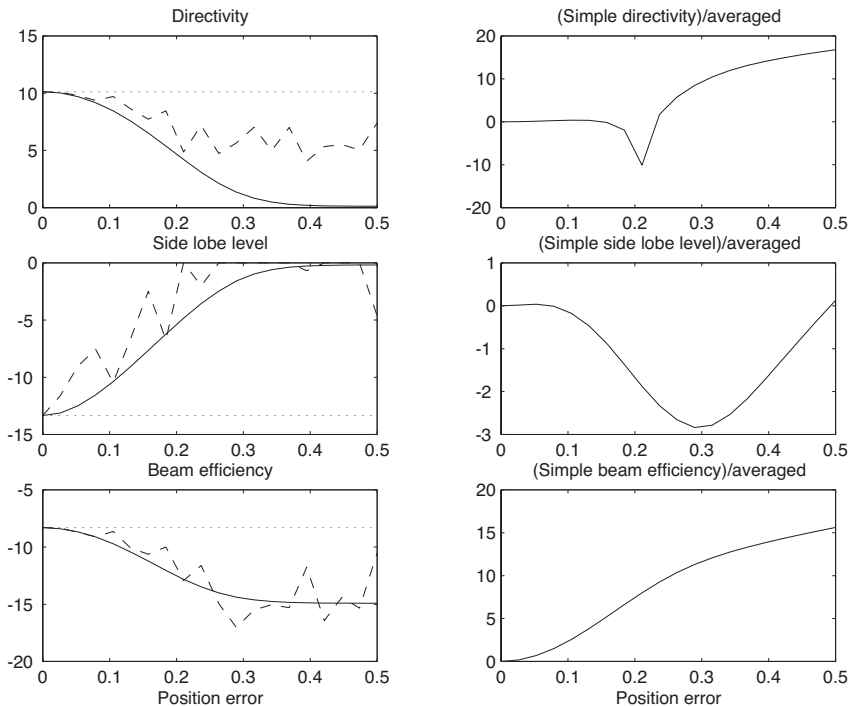 Directivity
15
10
5
0
0 0.1 0.2 0.3 0.4 0.5
(Simple directivity)/averaged
20
10
0
-10
-20
0 0.1 0.2 0.3 0.4 0.5
Side lobe level
0
-5
-10
-15
0 0.1 0.2 0.3 0.4 0.5
(Simple side lobe level)/averaged
1
0
-1
-2
-3
0 0.1 0.2 0.3 0.4 0.5
Beam efficiency
-5
-10
-15
-20
0 0.1 0.2 0.3 0.4 0.5
Position error
(Simple beam efficiency)/averaged
20
15
10
5
0
0 0.1 0.2 0.3 0.4 0.5
Position error